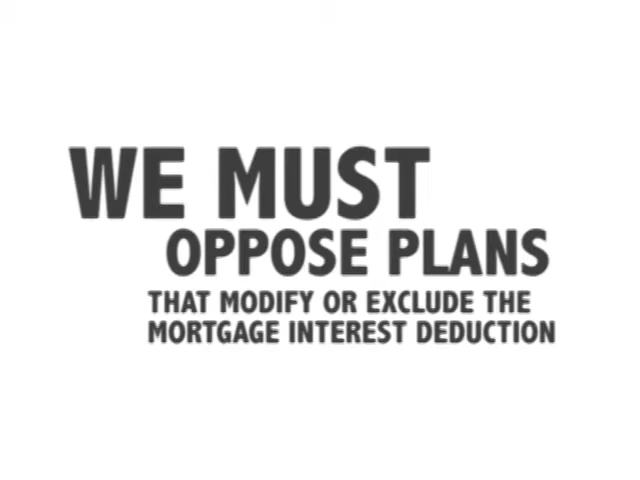 WE MUST
OPPOSE PLANS
THAT MODIFY OR EXCLUDE THE
MORTGAGE INTEREST DEDUCTION